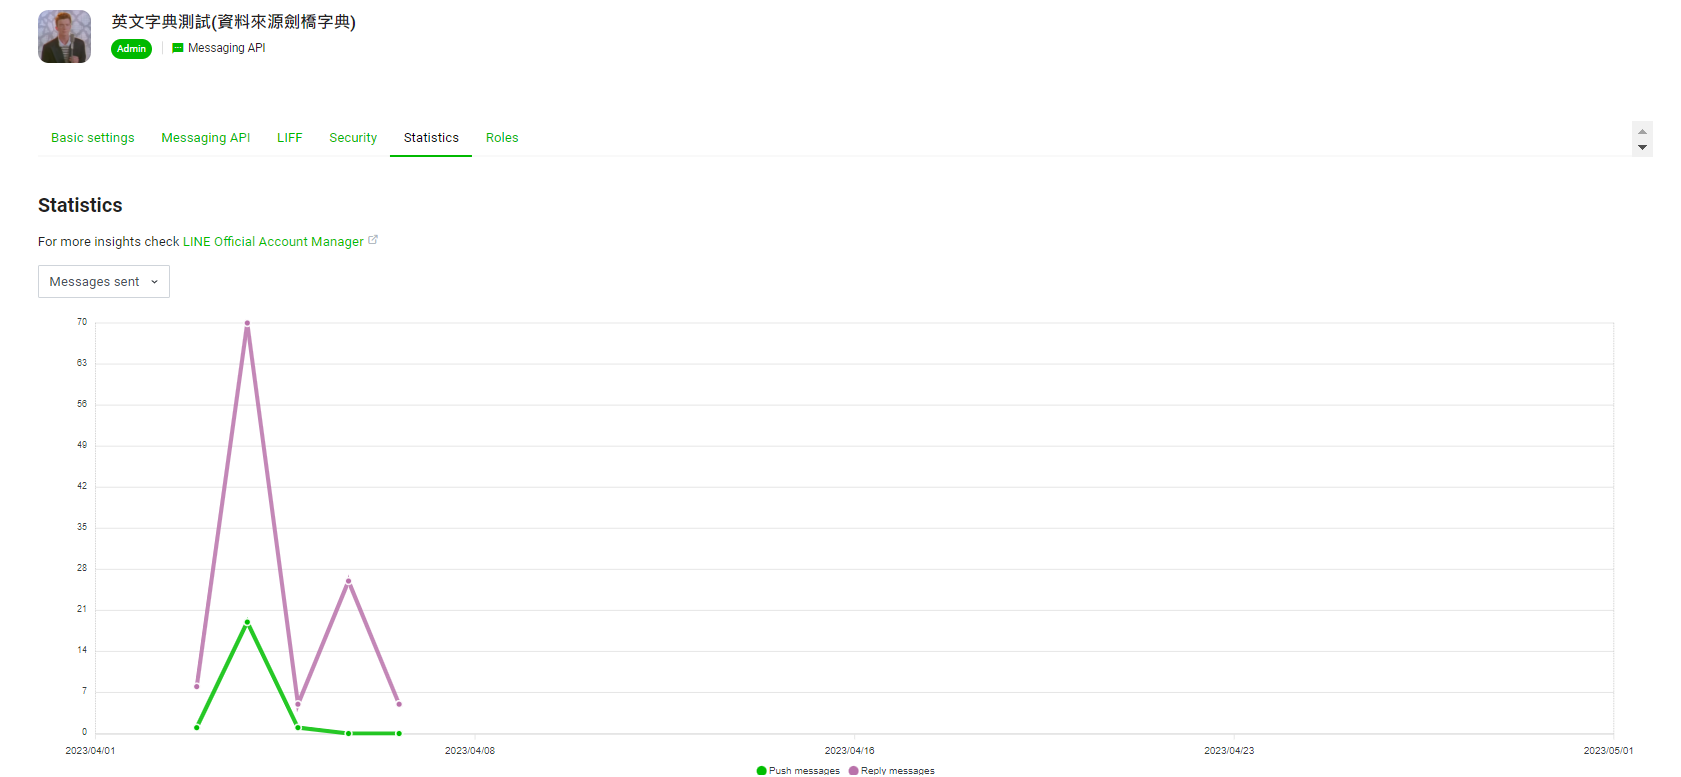 英文字典測試(資料來源劍橋字典)
Admin Messaging API
Basic settings Messaging API LIFF Security Statistics Roles
Statistics
For more insights check LINE Official Account Manager
Messages sent
70
63
56
49
42
35
28
21
14
7
0
2023/04/01 2023/04/08 2023/04/16 2023/04/23 2023/05/01
Push messages Reply messages